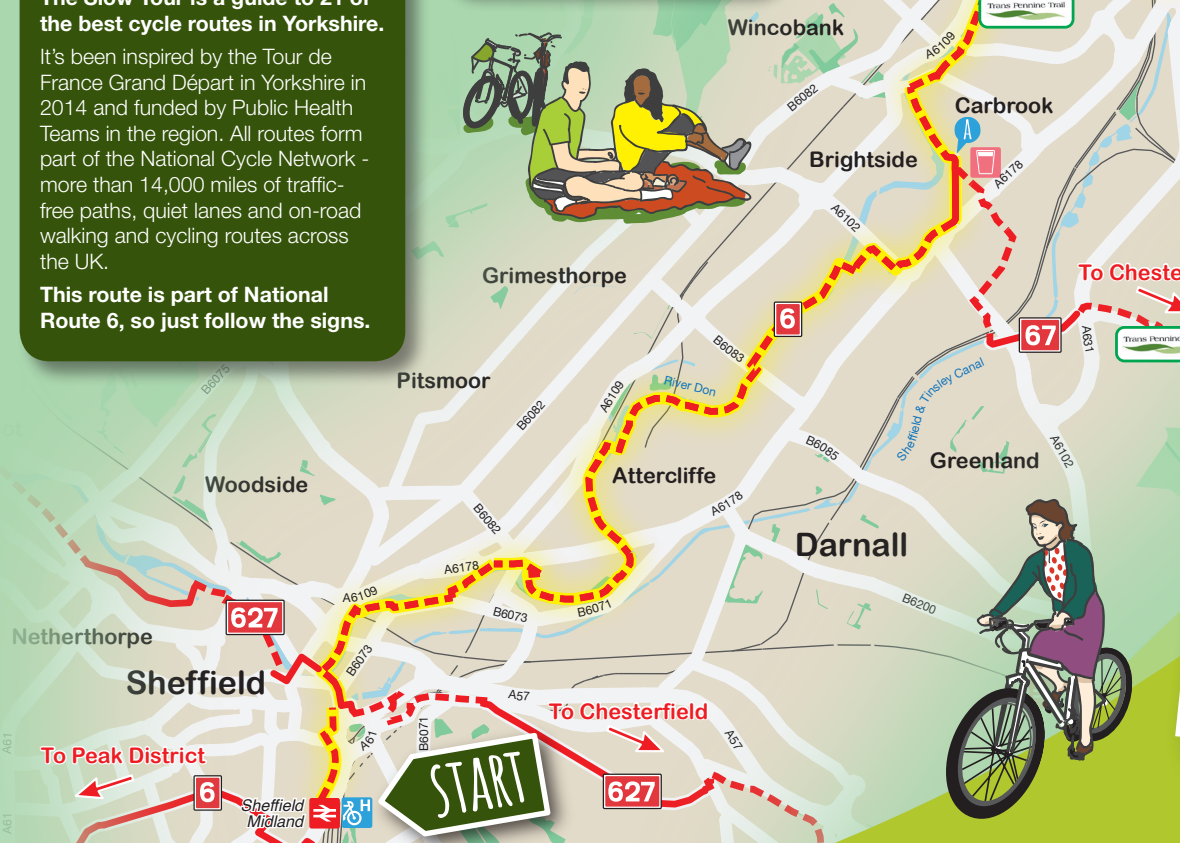 The Slow Tour is a guide to 21 of
the best cycle routes in Yorkshire.
It's been inspired by the Tour de
France Grand Départ in Yorkshire in
2014 and funded by Public Health
Teams in the region. All routes form
part of the National Cycle Network -
more than 14,000 miles of traffic-
free paths, quiet lanes and on-road
walking and cycling routes across
the UK.
This route is part of National
Route 6, so just follow the signs.
Trans Pennine Trail
Wincobank
A6109
B6082
Carbrook
A
Brightside
A6178
A6102
Grimesthorpe
To Cheste
6
67
A631
Trans Pennine
B6083
B6075
Pitsmoor
River Don
A6109
B6082
Sheffield & Tinsley Canal
B6085
Greenland
A6102
Attercliffe
Woodside
A6178
B6082
Darnall
A6178
A6109
B6071
B6073
B6200
627
Netherthorpe
B6073
Sheffield
A57
To Chesterfield
A61
A61
B6071
A57
To Peak District
START
6
627
Sheffield
Midland
H
A61